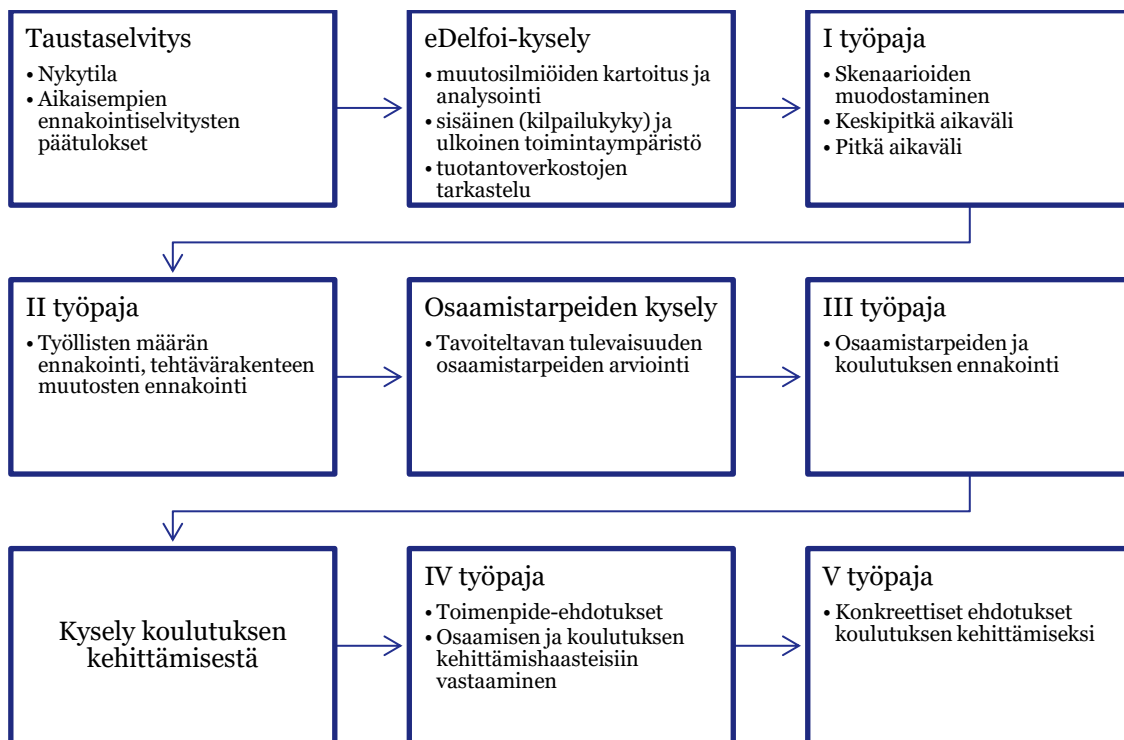 Taustaselvitys
• Nykytila
• Aikaisempien
ennakointiselvitysten
päätulokset
eDelfoi-kysely
• muutosilmiöiden kartoitus ja
analysointi
• sisäinen (kilpailukyky) ja
ulkoinen toimintaympäristö
• tuotantoverkostojen
tarkastelu
I työpaja
• Skenaarioiden
muodostaminen
• Keskipitkä aikaväli
• Pitkä aikaväli
II työpaja
• Työllisten määrän
ennakointi, tehtävärakenteen
muutosten ennakointi
Osaamistarpeiden kysely
• Tavoiteltavan tulevaisuuden
osaamistarpeiden arviointi
III työpaja
• Osaamistarpeiden ja
koulutuksen ennakointi
Kysely koulutuksen
kehittämisestä
IV työpaja
• Toimenpide-ehdotukset
• Osaamisen ja koulutuksen
kehittämishaasteisiin
vastaaminen
V työpaja
• Konkreettiset ehdotukset
koulutuksen kehittämiseksi